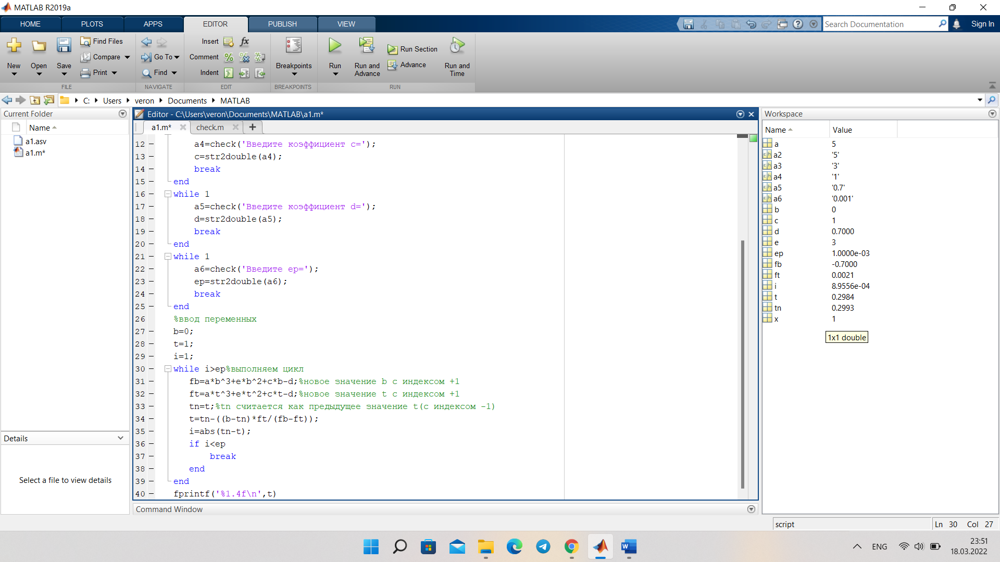 MATLAB R2019a
HOME PLOTS APPS EDITOR PUBLISH VIEW
Search Documentation
Sign In
New
Open
Save
Find Files
Compare
Print
FILE
Go To
Find
NAVIGATE
Insert
Comment
Indent
EDIT
Breakpoints
BREAKPOINTS
Run
Run and Advance
Run Section
Advance
Run and Time
RUN
C: Users veron Documents MATLAB
Current Folder
Name
a1.asv
a1.m*
Details
Select a file to view details
Editor - C:\Users\veron\Documents\MATLAB\a1.m*
a1.m* check.m
12 – a4=check('Введите коэффициент c=');
13 – c=str2double(a4);
14 – break
15 – end
16 – while 1
17 – a5=check('Введите коэффициент d=');
18 – d=str2double(a5);
19 – break
20 – end
21 – while 1
22 – a6=check('Введите ep=');
23 – ep=str2double(a6);
24 – break
25 – end
26 %ввод переменных
27 – b=0;
28 – t=1;
29 – i=1;
30 – while i>ep%выполняем цикл
31 – fb=a*b^3+e*b^2+c*b-d;%новое значение b с индексом +1
32 – ft=a*t^3+e*t^2+c*t-d;%новое значение t с индексом +1
33 – tn=t;%tn считается как предыдущее значение t(с индексом -1)
34 – t=tn-((b-tn)*ft/(fb-ft));
35 – i=abs(tn-t);
36 – if i<ep
37 – break
38 – end
39 – end
40 – fprintf('%1.4f\n',t)
Command Window
Workspace
Name Value
a 5
a2 '5'
a3 '3'
a4 '1'
a5 '0.7'
a6 '0.001'
b 0
c 1
d 0.7000
e 3
ep 1.0000e-03
fb -0.7000
ft 0.0021
i 8.9556e-04
t 0.2984
tn 0.2993
x 1
1x1 double
script
Ln 30 Col 27
ENG
23:51
18.03.2022